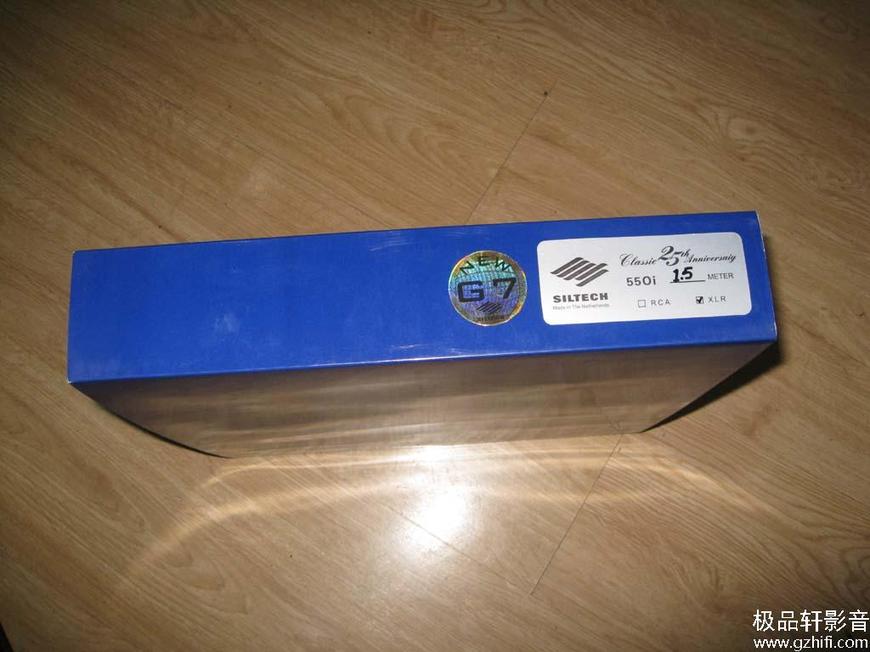 NEW
G7
SILTECH
Made in The Netherlands
Classic 25th Anniversaiy
550i 1.5 METER
RCA
XLR
极品轩影音
www.gzhifi.com